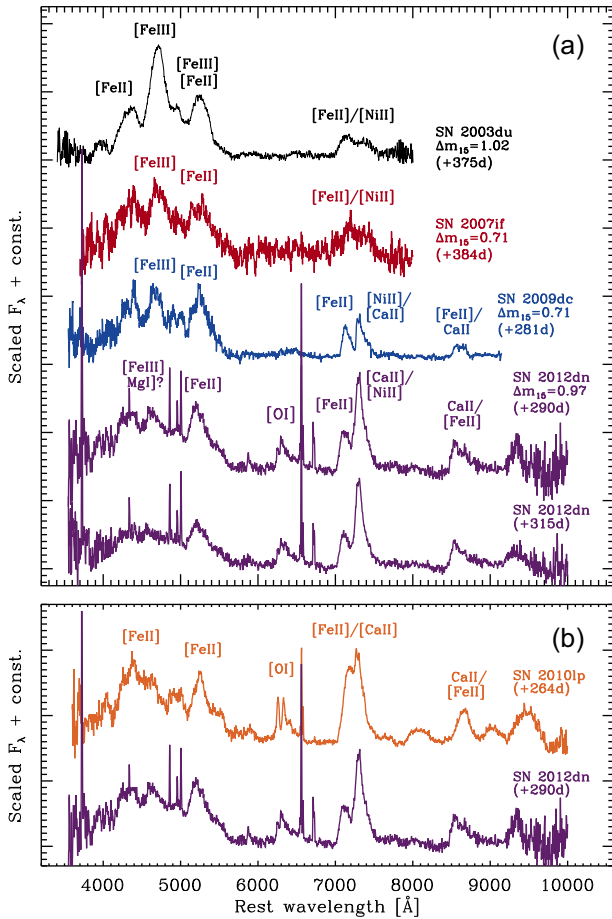 (a)
[FeIII]
[FeIII]
[FeII]
[FeII]
[FeII]/[NiII]
SN 2003du
Δm₁₅=1.02
(+375d)
[FeIII]
[FeII]
[FeII]/[NiII]
SN 2007if
Δm₁₅=0.71
(+384d)
[FeIII]
[FeII]
[FeII]
[NiII]/
[CaII]
[FeII]/
CaII
SN 2009dc
Δm₁₅=0.71
(+281d)
[FeIII]
MgI]?
[FeII]
[OI]
[FeII]
[CaII]/
[NiII]
CaII/
[FeII]
SN 2012dn
Δm₁₅=0.97
(+290d)
SN 2012dn
(+315d)
Scaled Fλ + const.
(b)
[FeII]
[FeII]
[OI]
[FeII]/[CaII]
CaII/
[FeII]
SN 2010lp
(+264d)
SN 2012dn
(+290d)
Scaled Fλ + const.
4000 5000 6000 7000 8000 9000 10000
Rest wavelength [Å]